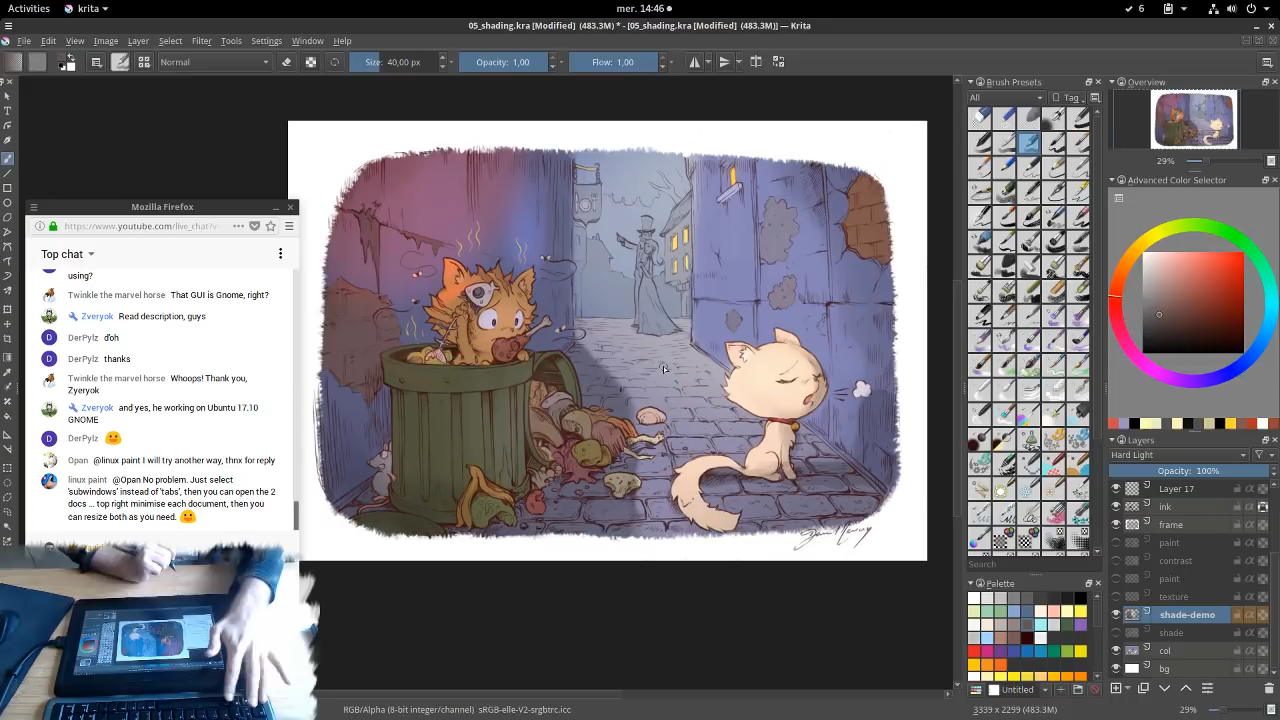 Activities
krita
mer. 14:46
6
05_shading.kra [Modified] (483.3M) * - [05_shading.kra [Modified] (483.3M)] — Krita
File Edit View Image Layer Select Filter Tools Settings Window Help
Normal
Size: 40,00 px
Opacity: 1,00
Flow: 1,00
Mozilla Firefox
https://www.youtube.com/live_chat?v
Top chat
using?
Twinkle the marvel horse That GUI is Gnome, right?
Zveryok Read description, guys
DerPylz d'oh
DerPylz thanks
Twinkle the marvel horse Whoops! Thank you,
Zyeryok
Zveryok and yes, he working on Ubuntu 17.10
GNOME
DerPylz
Opan @linux paint I will try another way, thnx for reply
linux paint @Opan No problem. Just select
'subwindows' instead of 'tabs', then you can open the 2
docs ... top right minimise each document, then you
can resize both as you need.
Brush Presets
All
Tag
Search
Palette
Untitled
Overview
29%
Advanced Color Selector
Layers
Hard Light
Opacity: 100%
Layer 17
ink
frame
paint
contrast
paint
texture
shade-demo
shade
col
bg
RGB/Alpha (8-bit integer/channel) sRGB-elle-V2-srgbtrc.icc
3339 x 2299 (483.3M)
29%